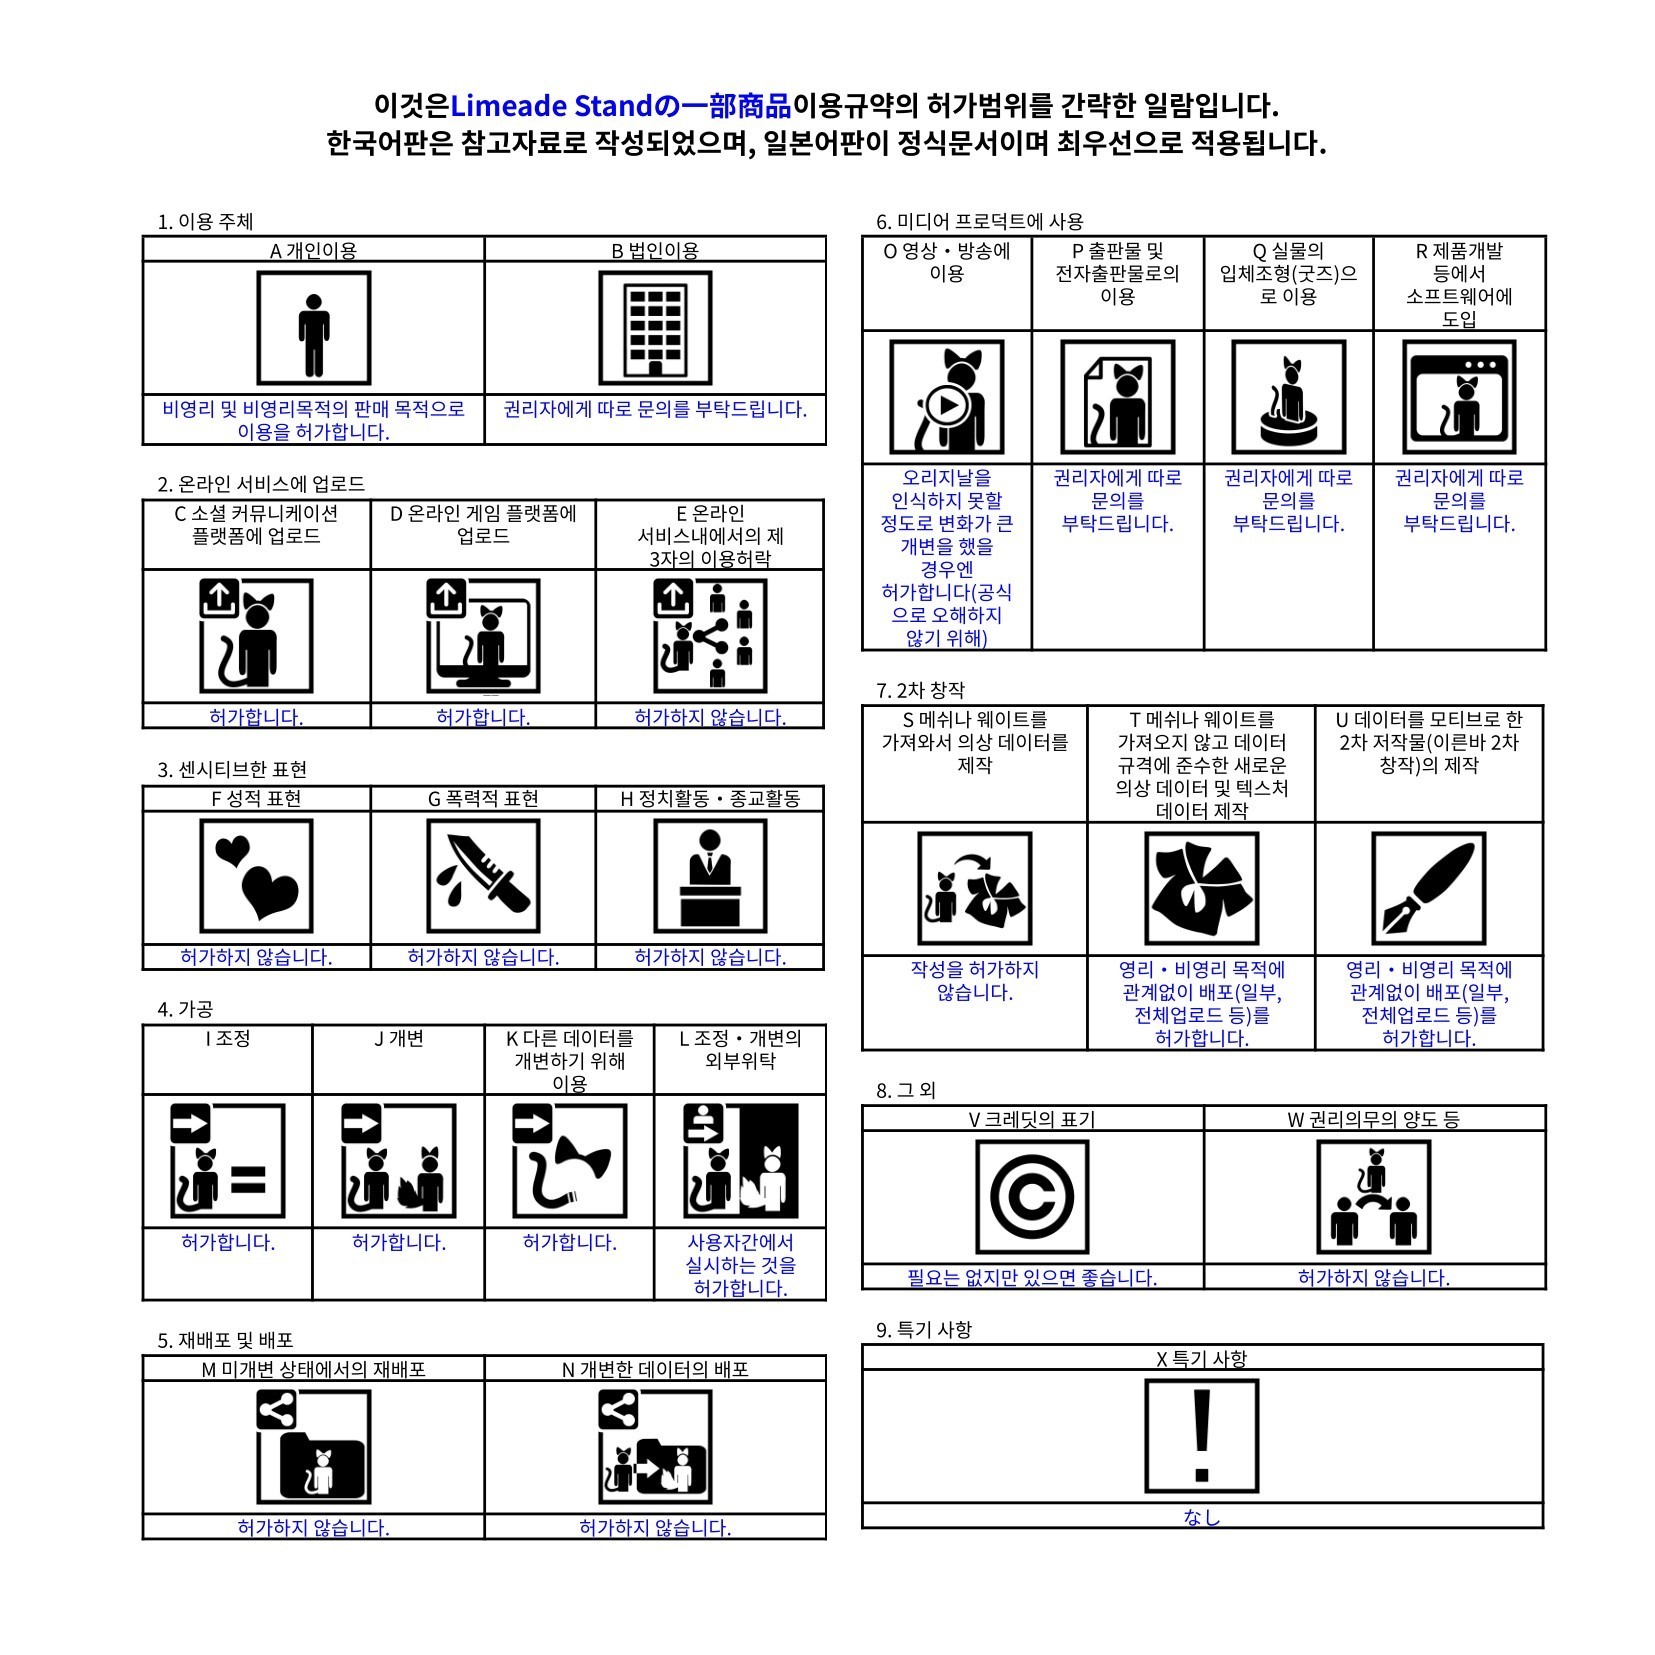 이것은Limeade Standの一部商品이용규약의 허가범위를 간략한 일람입니다.
한국어판은 참고자료로 작성되었으며, 일본어판이 정식문서이며 최우선으로 적용됩니다.
1. 이용 주체
A 개인이용
B 법인이용
비영리 및 비영리목적의 판매 목적으로
이용을 허가합니다.
권리자에게 따로 문의를 부탁드립니다.
2. 온라인 서비스에 업로드
C 소셜 커뮤니케이션
플랫폼에 업로드
D 온라인 게임 플랫폼에
업로드
E 온라인
서비스내에서의 제
3자의 이용허락
허가합니다.
허가합니다.
허가하지 않습니다.
3. 센시티브한 표현
F 성적 표현
G 폭력적 표현
H 정치활동・종교활동
허가하지 않습니다.
허가하지 않습니다.
허가하지 않습니다.
4. 가공
I 조정
J 개변
K 다른 데이터를
개변하기 위해
이용
L 조정・개변의
외부위탁
허가합니다.
허가합니다.
허가합니다.
사용자간에서
실시하는 것을
허가합니다.
5. 재배포 및 배포
M 미개변 상태에서의 재배포
N 개변한 데이터의 배포
허가하지 않습니다.
허가하지 않습니다.
6. 미디어 프로덕트에 사용
O 영상・방송에
이용
P 출판물 및
전자출판물로의
이용
Q 실물의
입체조형(굿즈)으
로 이용
R 제품개발
등에서
소프트웨어에
도입
오리지날을
인식하지 못할
정도로 변화가 큰
개변을 했을
경우엔
허가합니다(공식
으로 오해하지
않기 위해)
권리자에게 따로
문의를
부탁드립니다.
권리자에게 따로
문의를
부탁드립니다.
권리자에게 따로
문의를
부탁드립니다.
7. 2차 창작
S 메쉬나 웨이트를
가져와서 의상 데이터를
제작
T 메쉬나 웨이트를
가져오지 않고 데이터
규격에 준수한 새로운
의상 데이터 및 텍스처
데이터 제작
U 데이터를 모티브로 한
2차 저작물(이른바 2차
창작)의 제작
작성을 허가하지
않습니다.
영리・비영리 목적에
관계없이 배포(일부,
전체업로드 등)를
허가합니다.
영리・비영리 목적에
관계없이 배포(일부,
전체업로드 등)를
허가합니다.
8. 그 외
V 크레딧의 표기
W 권리의무의 양도 등
필요는 없지만 있으면 좋습니다.
허가하지 않습니다.
9. 특기 사항
X 특기 사항
なし